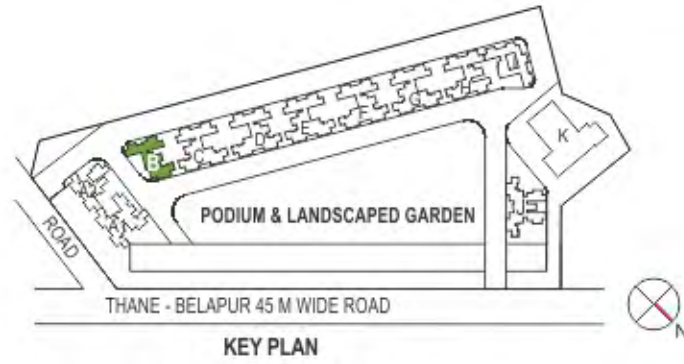 B
K
ROAD
PODIUM & LANDSCAPED GARDEN
THANE - BELAPUR 45 M WIDE ROAD
N
KEY PLAN